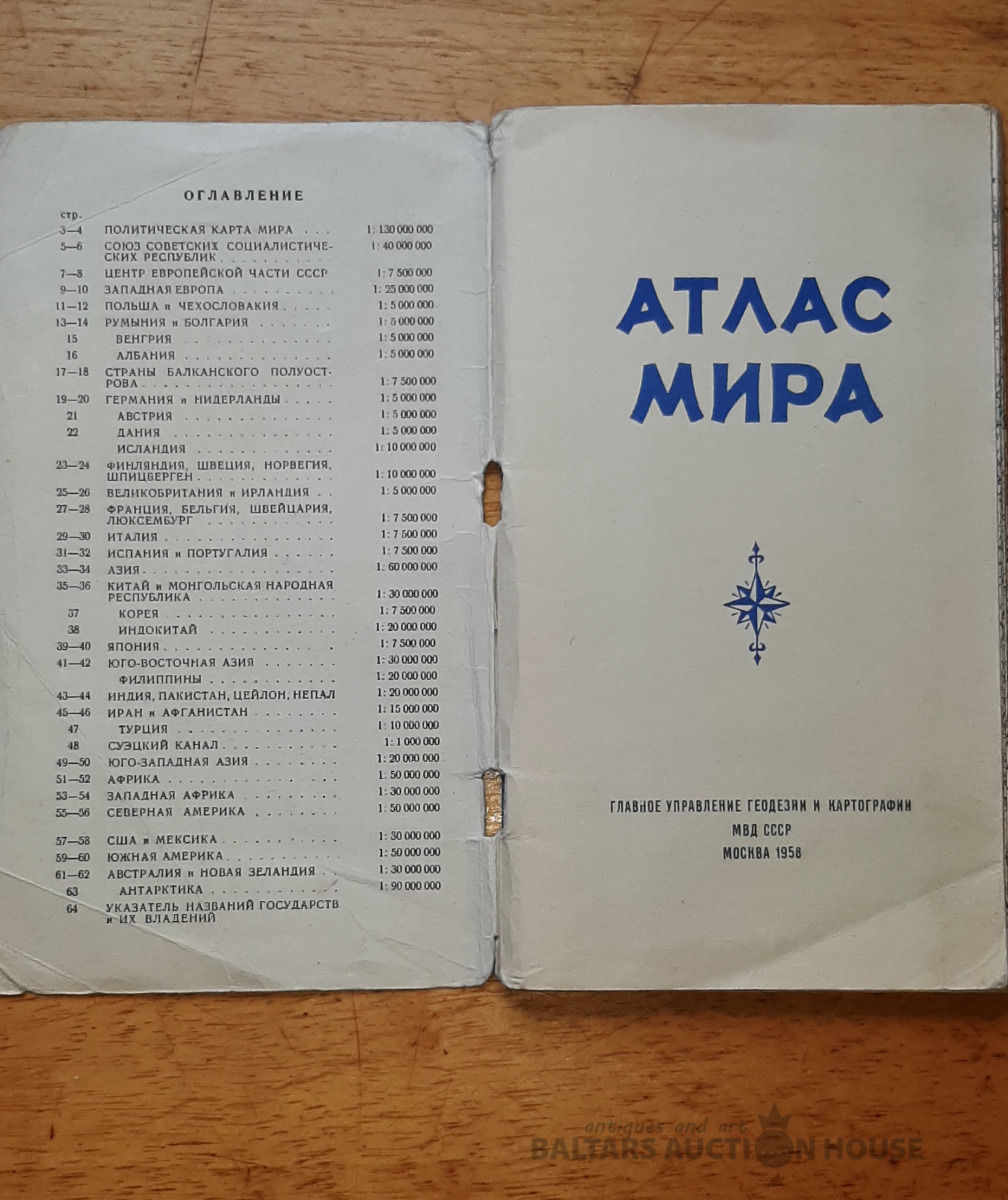 ОГЛАВЛЕНИЕ
стр.
3—4 ПОЛИТИЧЕСКАЯ КАРТА МИРА . . . 1: 130 000 000
5—6 СОЮЗ СОВЕТСКИХ СОЦИАЛИСТИЧЕ- 1: 40 000 000
СКИХ РЕСПУБЛИК . . . . . . . . . . .
7—8 ЦЕНТР ЕВРОПЕЙСКОЙ ЧАСТИ СССР 1: 7 500 000
9—10 ЗАПАДНАЯ ЕВРОПА . . . . . . . . . . 1: 25 000 000
11—12 ПОЛЬША и ЧЕХОСЛОВАКИЯ . . . . . 1: 5 000 000
13—14 РУМЫНИЯ и БОЛГАРИЯ . . . . . . . 1: 5 000 000
15 ВЕНГРИЯ . . . . . . . . . . . . . 1: 5 000 000
16 АЛБАНИЯ . . . . . . . . . . . . . 1: 5 000 000
17—18 СТРАНЫ БАЛКАНСКОГО ПОЛУОСТ-
РОВА . . . . . . . . . . . . . . . . . 1: 7 500 000
19—20 ГЕРМАНИЯ и НИДЕРЛАНДЫ . . . . . 1: 5 000 000
21 АВСТРИЯ . . . . . . . . . . . . . 1: 5 000 000
22 ДАНИЯ . . . . . . . . . . . . . . 1: 5 000 000
ИСЛАНДИЯ . . . . . . . . . . . . 1: 10 000 000
23—24 ФИНЛЯНДИЯ, ШВЕЦИЯ, НОРВЕГИЯ,
ШПИЦБЕРГЕН . . . . . . . . . . . . 1: 10 000 000
25—26 ВЕЛИКОБРИТАНИЯ и ИРЛАНДИЯ . . 1: 5 000 000
27—28 ФРАНЦИЯ, БЕЛЬГИЯ, ШВЕЙЦАРИЯ,
ЛЮКСЕМБУРГ . . . . . . . . . . . . 1: 7 500 000
29—30 ИТАЛИЯ . . . . . . . . . . . . . . . 1: 7 500 000
31—32 ИСПАНИЯ и ПОРТУГАЛИЯ . . . . . . 1: 7 500 000
33—34 АЗИЯ . . . . . . . . . . . . . . . . . 1: 60 000 000
35—36 КИТАЙ и МОНГОЛЬСКАЯ НАРОДНАЯ
РЕСПУБЛИКА . . . . . . . . . . . . 1: 30 000 000
37 КОРЕЯ . . . . . . . . . . . . . . . 1: 7 500 000
38 ИНДОКИТАЙ . . . . . . . . . . . 1: 20 000 000
39—40 ЯПОНИЯ . . . . . . . . . . . . . . . 1: 7 500 000
41—42 ЮГО-ВОСТОЧНАЯ АЗИЯ . . . . . . . 1: 30 000 000
ФИЛИППИНЫ . . . . . . . . . . . 1: 20 000 000
43—44 ИНДИЯ, ПАКИСТАН, ЦЕЙЛОН, НЕПАЛ 1: 20 000 000
45—46 ИРАН и АФГАНИСТАН . . . . . . . . 1: 15 000 000
47 ТУРЦИЯ . . . . . . . . . . . . . . 1: 10 000 000
48 СУЭЦКИЙ КАНАЛ . . . . . . . . . . 1: 1 000 000
49—50 ЮГО-ЗАПАДНАЯ АЗИЯ . . . . . . . . 1: 20 000 000
51—52 АФРИКА . . . . . . . . . . . . . . . 1: 50 000 000
53—54 ЗАПАДНАЯ АФРИКА . . . . . . . . . 1: 30 000 000
55—56 СЕВЕРНАЯ АМЕРИКА . . . . . . . . 1: 50 000 000
57—58 США и МЕКСИКА . . . . . . . . . . . 1: 30 000 000
59—60 ЮЖНАЯ АМЕРИКА . . . . . . . . . . 1: 50 000 000
61—62 АВСТРАЛИЯ и НОВАЯ ЗЕЛАНДИЯ . . 1: 30 000 000
63 АНТАРКТИКА . . . . . . . . . . . 1: 90 000 000
64 УКАЗАТЕЛЬ НАЗВАНИЙ ГОСУДАРСТВ
и ИХ ВЛАДЕНИЙ
АТЛАС
МИРА
ГЛАВНОЕ УПРАВЛЕНИЕ ГЕОДЕЗИИ И КАРТОГРАФИИ
МВД СССР
МОСКВА 1958
antiques and art
BALTARS AUCTION HOUSE